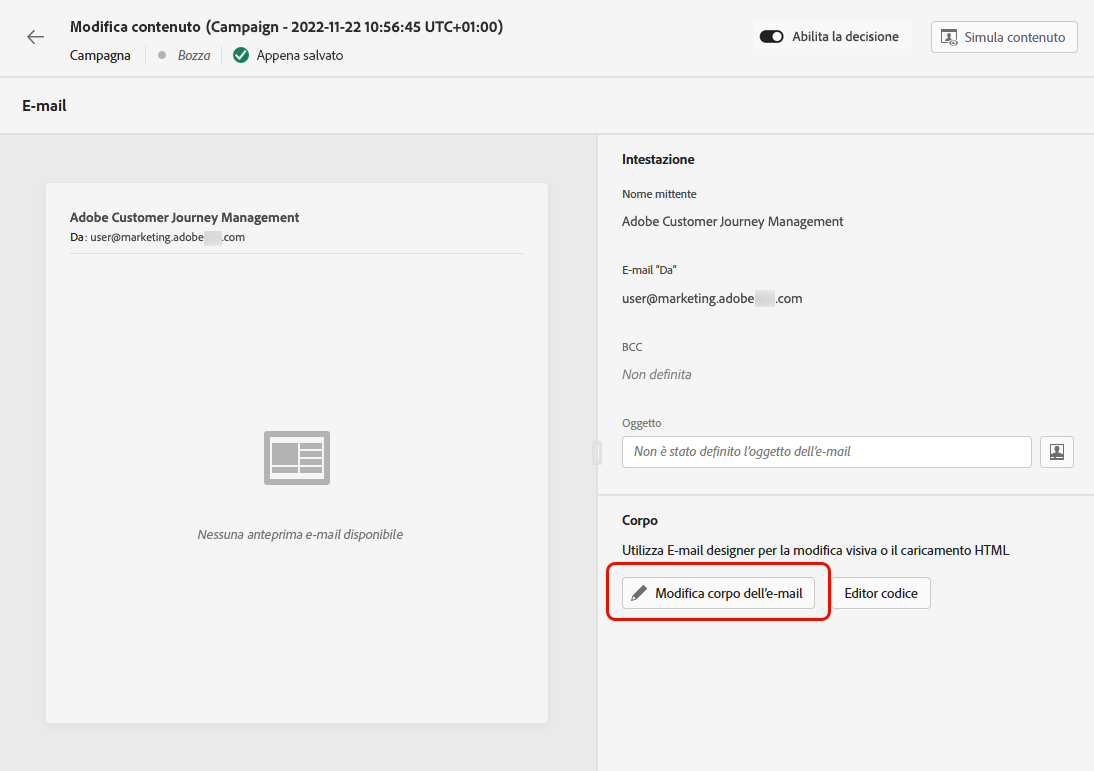 Modifica contenuto (Campaign - 2022-11-22 10:56:45 UTC+01:00)
Campagna
Bozza
Appena salvato
Abilita la decisione
Simula contenuto
E-mail
Adobe Customer Journey Management
Da: user@marketing.adobe .com
Nessuna anteprima e-mail disponibile
Intestazione
Nome mittente
Adobe Customer Journey Management
E-mail "Da"
user@marketing.adobe .com
BCC
Non definita
Oggetto
Non è stato definito l'oggetto dell'e-mail
Corpo
Utilizza E-mail designer per la modifica visiva o il caricamento HTML
Modifica corpo dell'e-mail
Editor codice